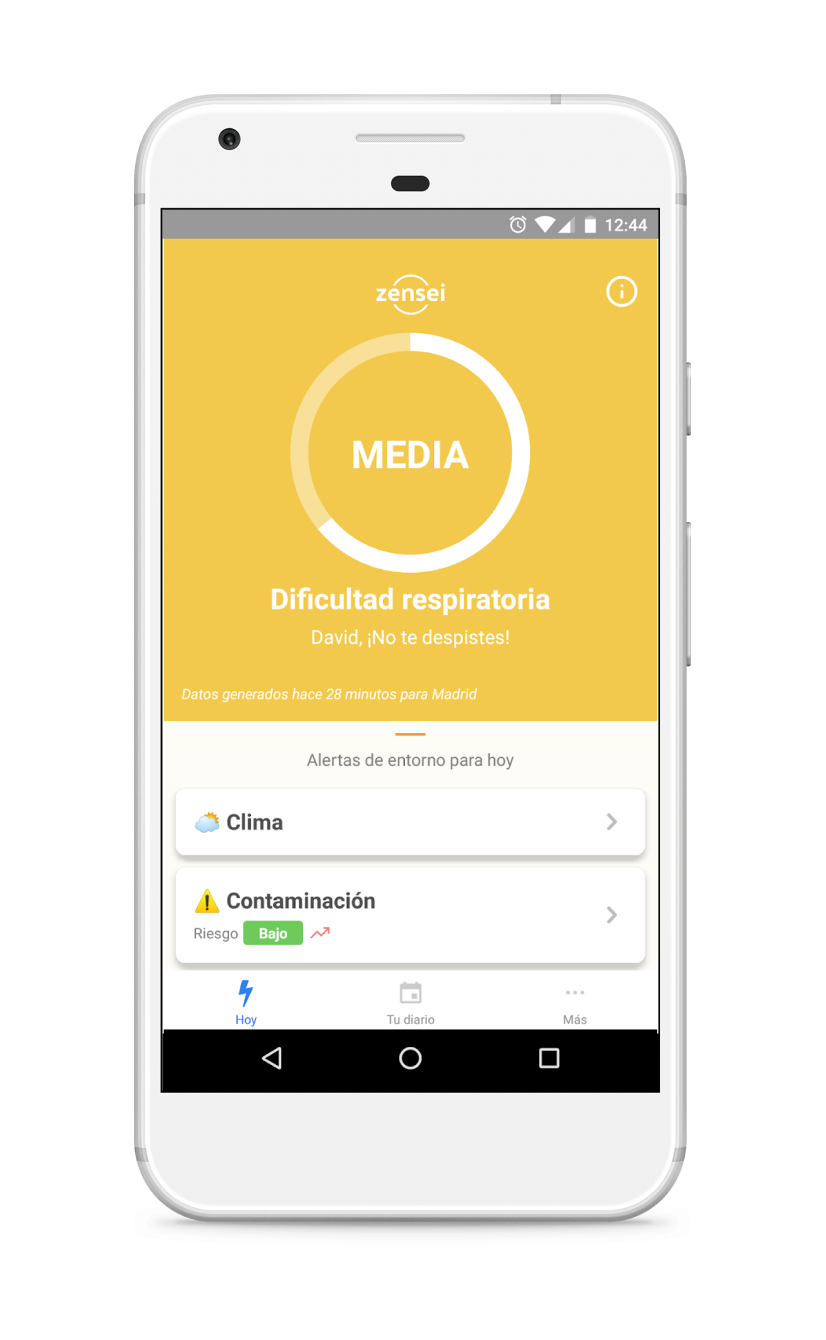 12:44
zensei
MEDIA
Dificultad respiratoria
David, ¡No te despistes!
Datos generados hace 28 minutos para Madrid
Alertas de entorno para hoy
Clima
Contaminación
Riesgo Bajo
Hoy Tu diario Más